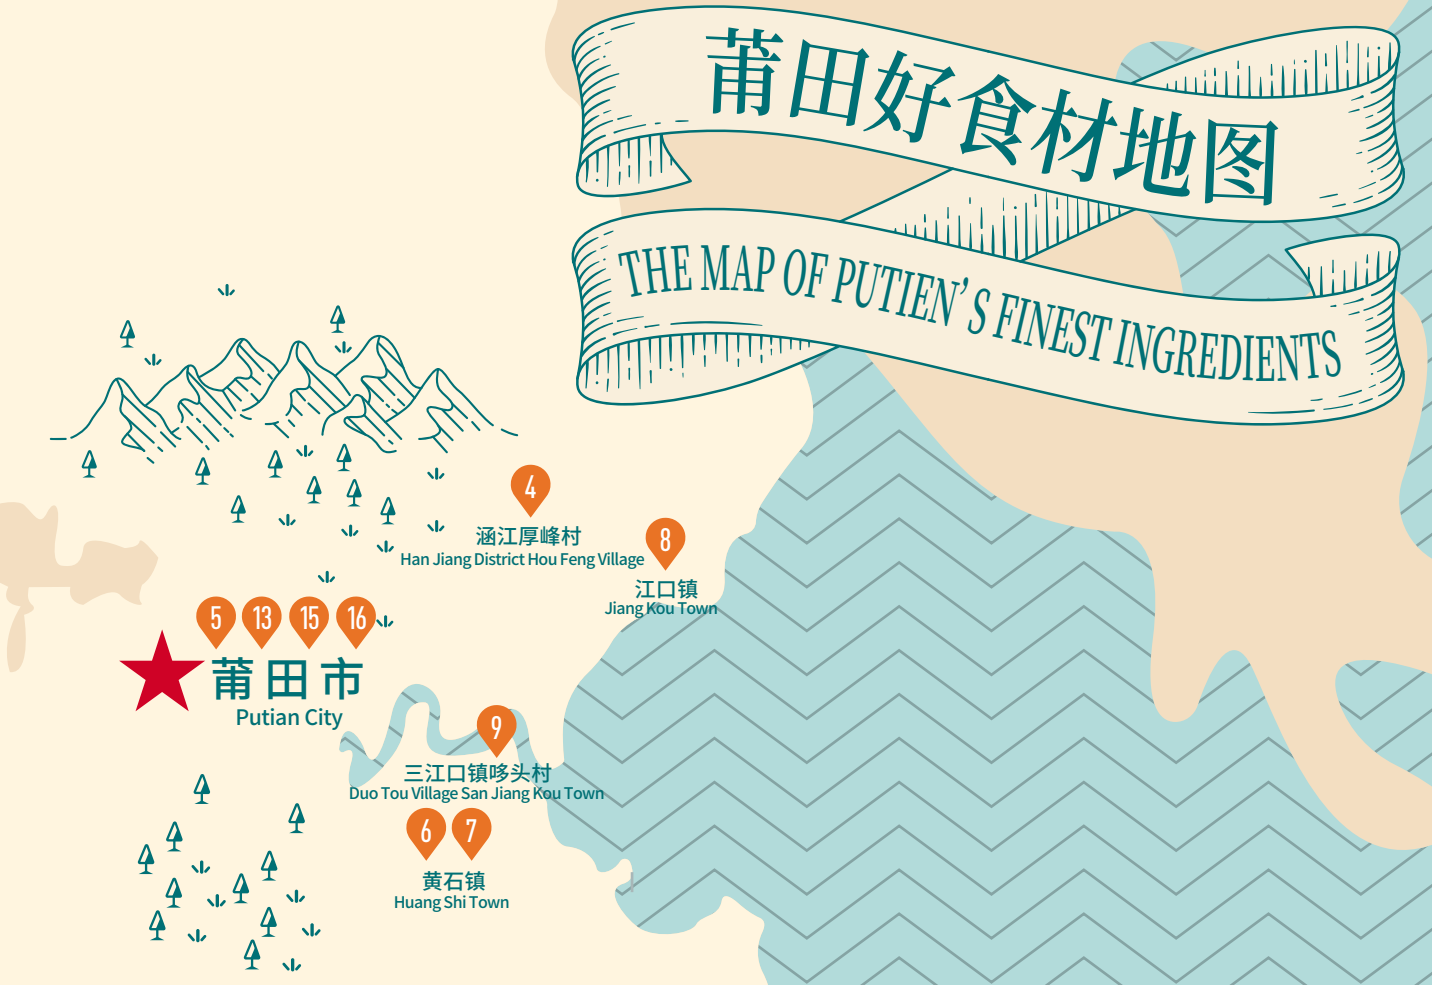 莆田好食材地图
THE MAP OF PUTIEN’S FINEST INGREDIENTS
4
涵江厚峰村
Han Jiang District Hou Feng Village
8
江口镇
Jiang Kou Town
5 13 15 16
莆田市
Putian City
9
三江口镇哆头村
Duo Tou Village San Jiang Kou Town
6 7
黄石镇
Huang Shi Town